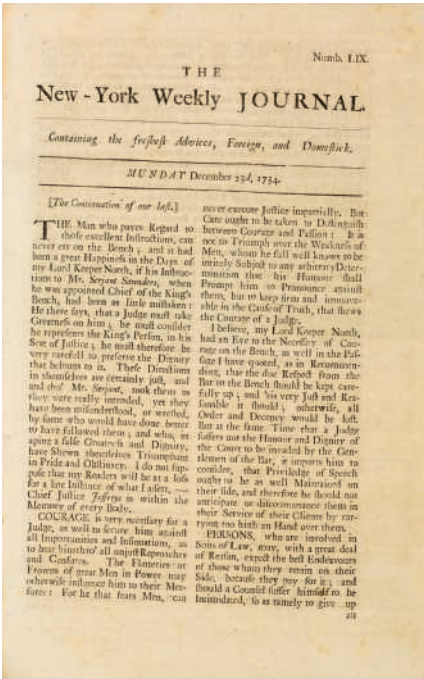 Numb. LIX.
THE
New-York Weekly JOURNAL.
Containing the freshest Advices, Foreign, and Domestick.
MUNDAY December 23d, 1734.
[The Continuation of our last.]
THE Man who payes Regard to
those excellent Instructions, can
never err on the Bench; and it had
been a great Happiness in the Days of
my Lord Keeper North, if his Instruc-
tions to Mr. Serjeant Saunders, when
he was appointed Chief of the King's
Bench, had been as little mistaken:
He there says, that a Judge must take
Greatness on him; he must consider
he represents the King's Person, in his
Seat of Justice; he must therefore be
very carefull to preserve the Dignity
that belongs to it. These Directions
in themselves are certainly just, and
and tho' Mr. Serjeant, took them as
they were really intended, yet they
have been misunderstood, or wrested,
by some who would have done better
to have followed them; and who, in
aping a false Greatness and Dignity,
have Shewn themselves Triumphant
in Pride and Obstinacy. I do not sup-
pose that my Readers will be at a loss
for a late Instance of what I assert,
Chief Justice Jefferys is within the
Memory of every Body.
COURAGE is very necessary for a
Judge, as well to secure him against
all Importunities and Insinuations, as
to bear him thro' all unjust Reproaches
and Censures. The Flatteries or
Frowns of great Men in Power may
otherwise influence him to their Mea-
sures: For he that fears Men, can
never execute Justice impartially. But
Care ought to be taken to Distinguish
between Courage and Passion: It is
not to Triumph over the Weakness of
Men, whom he full well knows to be
intirely Subject to any arbitrary Deter-
mination that his Humour shall
Prompt him to Pronounce against
them, but to keep firm and immove-
able in the Cause of Truth, that shews
the Courage of a Judge.
I believe, my Lord Keeper North,
had an Eye to the Necessity of Cou-
rage on the Bench, as well in the Pas-
sage I have quoted, as in Recommen-
ding, that the due Respect from the
Bar to the Bench should be kept care-
fully up; and 'tis very Just and Rea-
sonable it should; otherwise, all
Order and Decency would be lost.
But at the same Time that a Judge
suffers not the Honour and Dignity of
the Court to be invaded by the Gen-
tlemen of the Bar, it imports him to
consider, that Priviledge of Speech
ought to be as well Maintained on
their side, and therefore he should not
anticipate or discountenance them in
their Service of their Clients by car-
rying too high an Hand over them.
PERSONS, who are involved in
Suits of Law, may, with a great deal
of Reason, expect the best Endeavours
of those whom they retain on their
Side, because they pay for it; and
should a Counsel suffer himself to be
Intimidated, so as tamely to give up
all